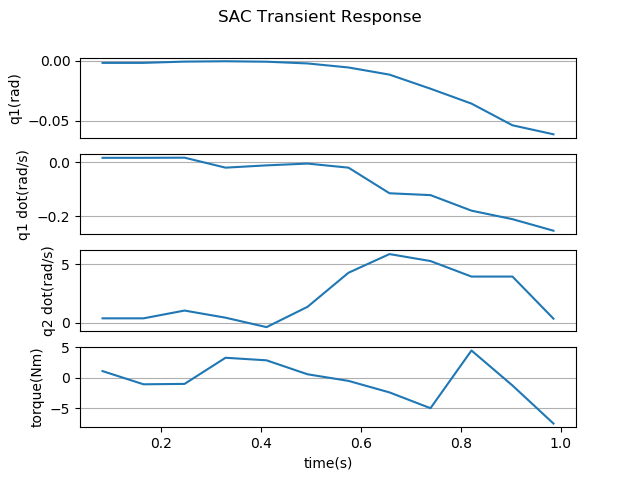 SAC Transient Response
0.00
−0.05
q1(rad)
0.0
−0.2
q1 dot(rad/s)
5
0
q2 dot(rad/s)
5
0
−5
torque(Nm)
0.2 0.4 0.6 0.8 1.0
time(s)